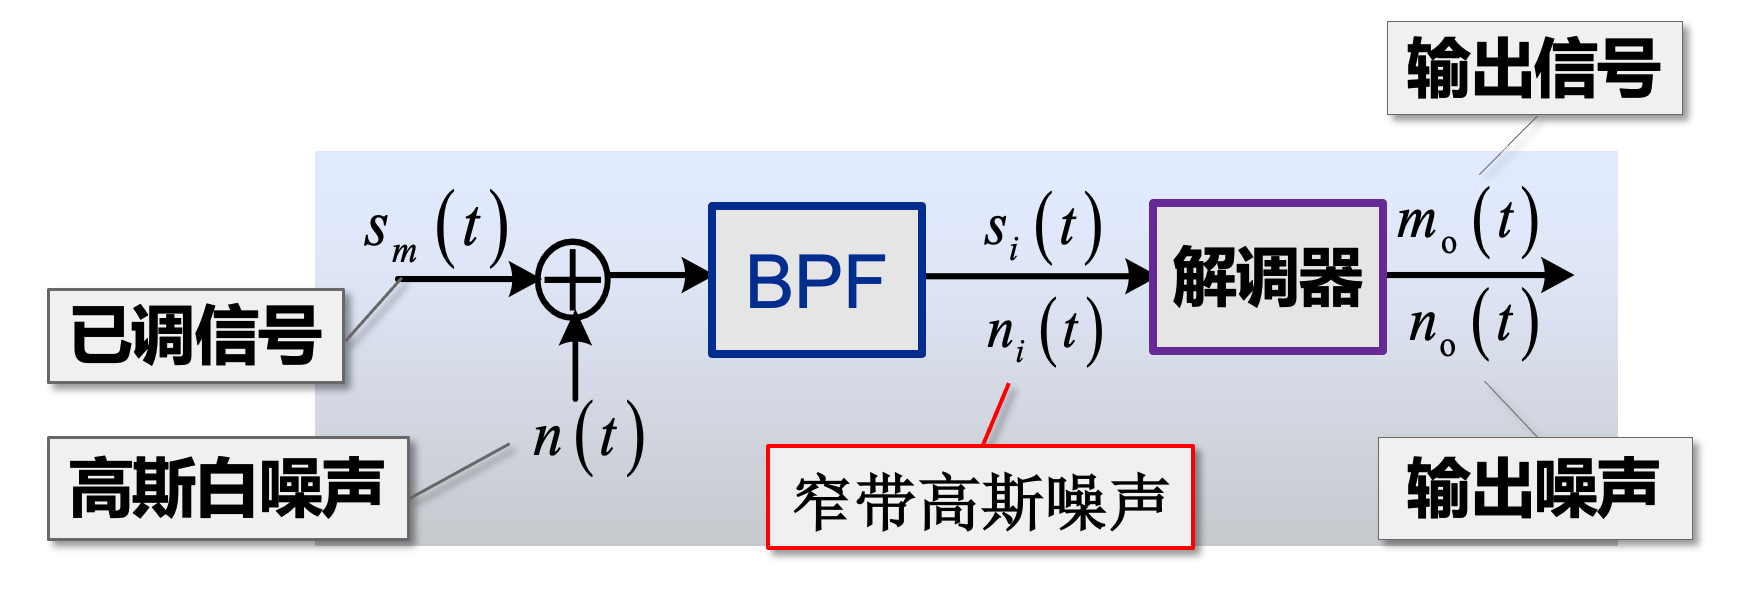 输出信号
s_m(t)
BPF
s_i(t)
解调器
m_o(t)
已调信号
n_i(t)
n_o(t)
n(t)
高斯白噪声
窄带高斯噪声
输出噪声